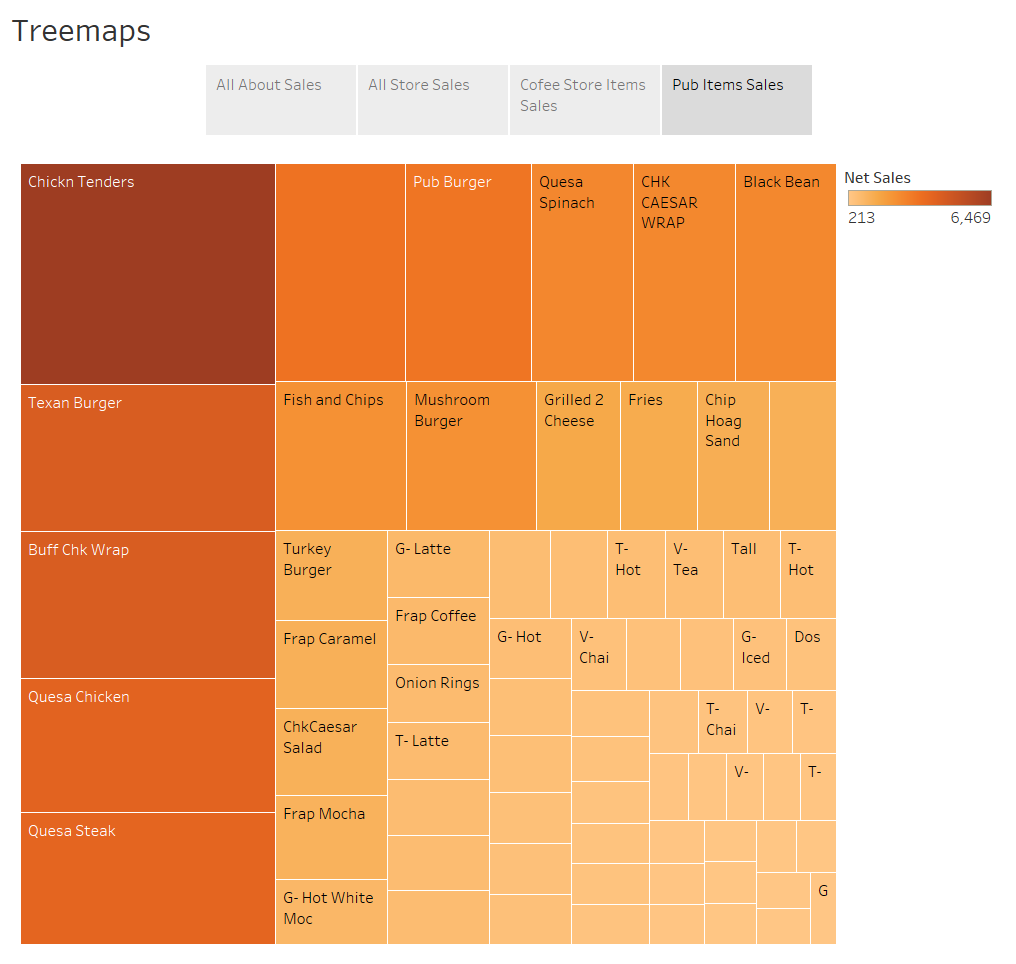 Treemaps
All About Sales
All Store Sales
Cofee Store Items
Sales
Pub Items Sales
Net Sales
213
6,469
Chickn Tenders
Pub Burger
Quesa
Spinach
CHK
CAESAR
WRAP
Black Bean
Texan Burger
Fish and Chips
Mushroom
Burger
Grilled 2
Cheese
Fries
Chip
Hoag
Sand
Buff Chk Wrap
Turkey
Burger
G- Latte
T-
Hot
V-
Tea
Tall
T-
Hot
Frap Coffee
Frap Caramel
G- Hot
V-
Chai
G-
Iced
Dos
Quesa Chicken
Onion Rings
ChkCaesar
Salad
T- Latte
T-
Chai
V-
T-
V-
T-
Frap Mocha
Quesa Steak
G- Hot White
Moc
G